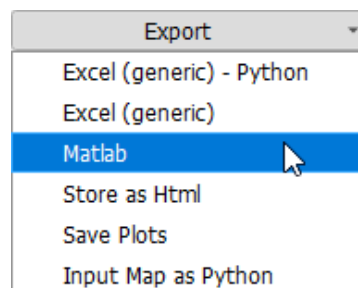 Export
Excel (generic) - Python
Excel (generic)
Matlab
Store as Html
Save Plots
Input Map as Python